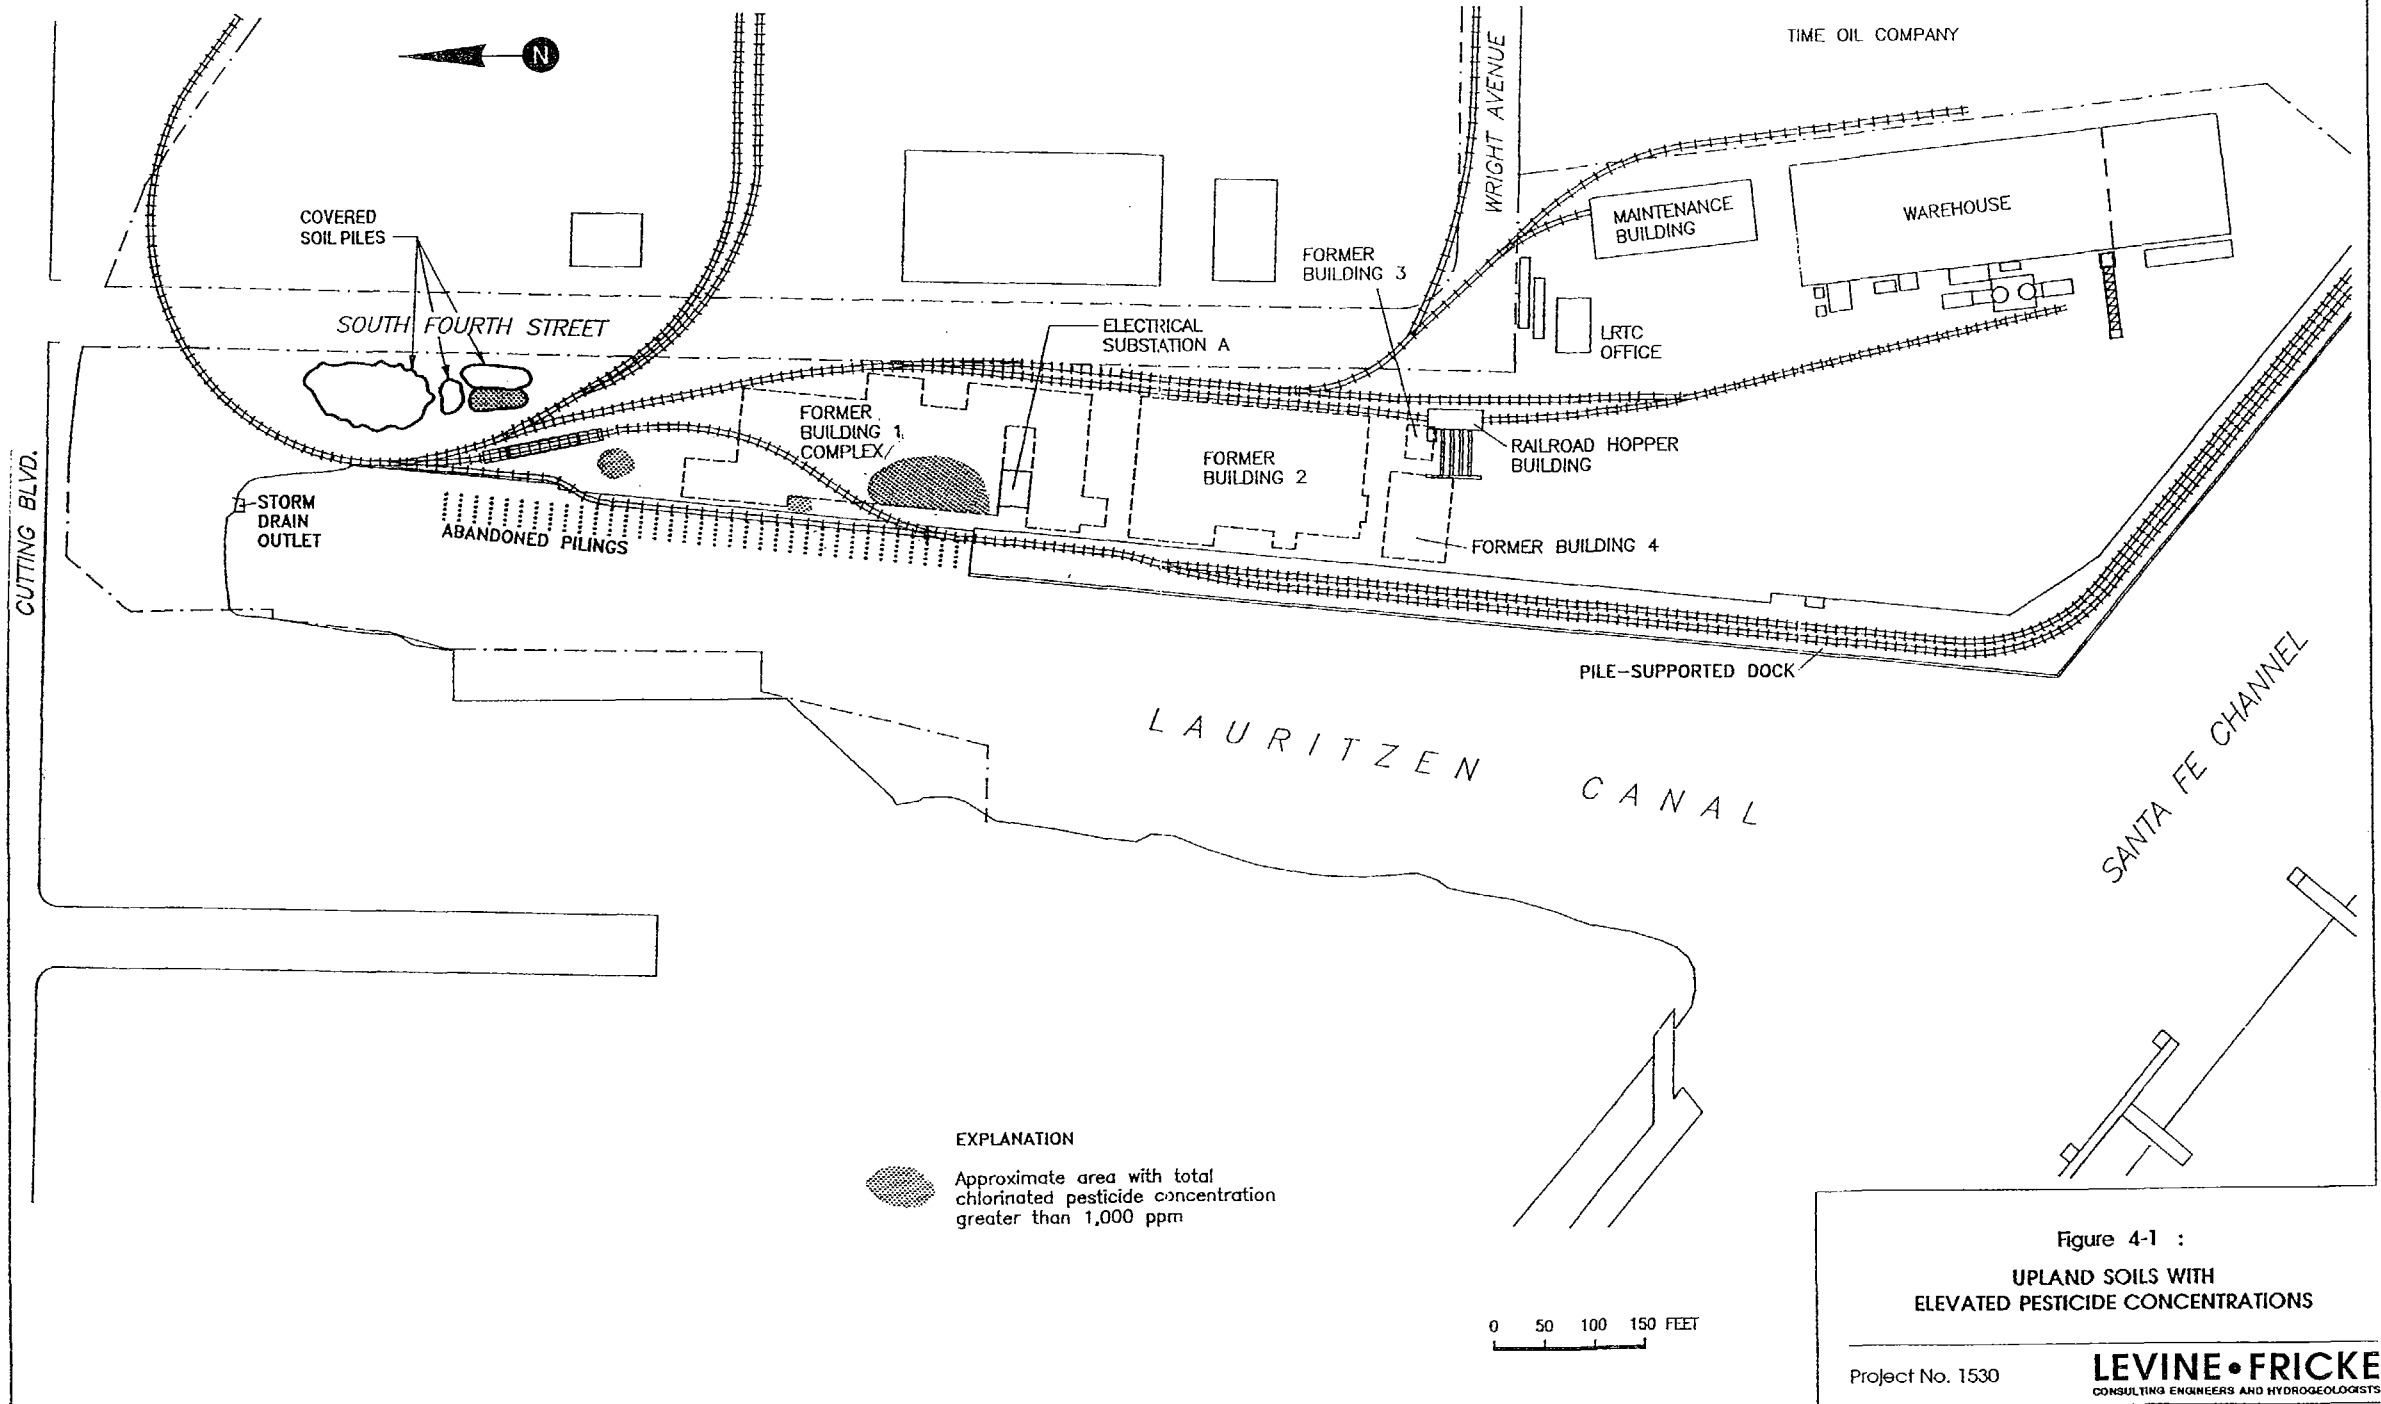 TIME OIL COMPANY
N
WRIGHT AVENUE
COVERED
SOIL PILES
MAINTENANCE
BUILDING
WAREHOUSE
FORMER
BUILDING 3
SOUTH FOURTH STREET
ELECTRICAL
SUBSTATION A
LRTC
OFFICE
FORMER
BUILDING 1
COMPLEX
FORMER
BUILDING 2
RAILROAD HOPPER
BUILDING
CUTTING BLVD.
STORM
DRAIN
OUTLET
ABANDONED PILINGS
FORMER BUILDING 4
PILE-SUPPORTED DOCK
LAURITZEN CANAL
SANTA FE CHANNEL
EXPLANATION
Approximate area with total
chlorinated pesticide concentration
greater than 1,000 ppm
0 50 100 150 FEET
Figure 4-1 :
UPLAND SOILS WITH
ELEVATED PESTICIDE CONCENTRATIONS
Project No. 1530
LEVINE•FRICKE
CONSULTING ENGINEERS AND HYDROGEOLOGISTS